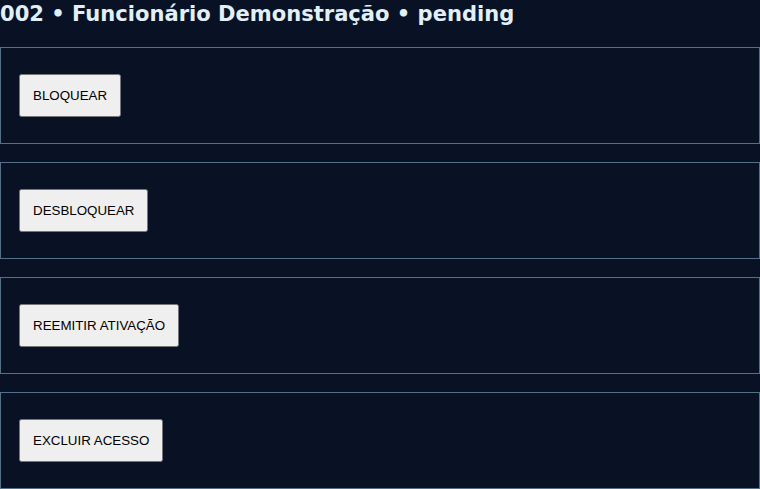 002 • Funcionário Demonstração • pending
BLOQUEAR
DESBLOQUEAR
REEMITIR ATIVAÇÃO
EXCLUIR ACESSO